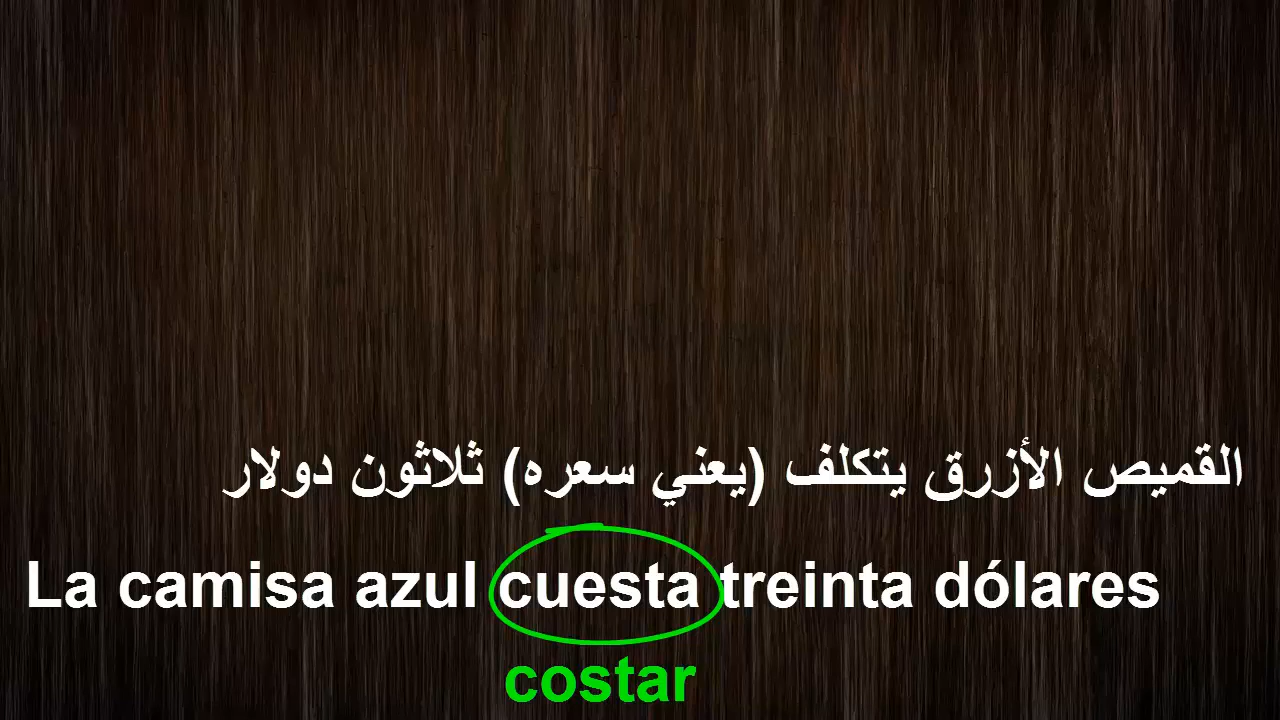 القميص الأزرق يتكلف (يعني سعره) ثلاثون دولار
La camisa azul cuesta treinta dólares
costar